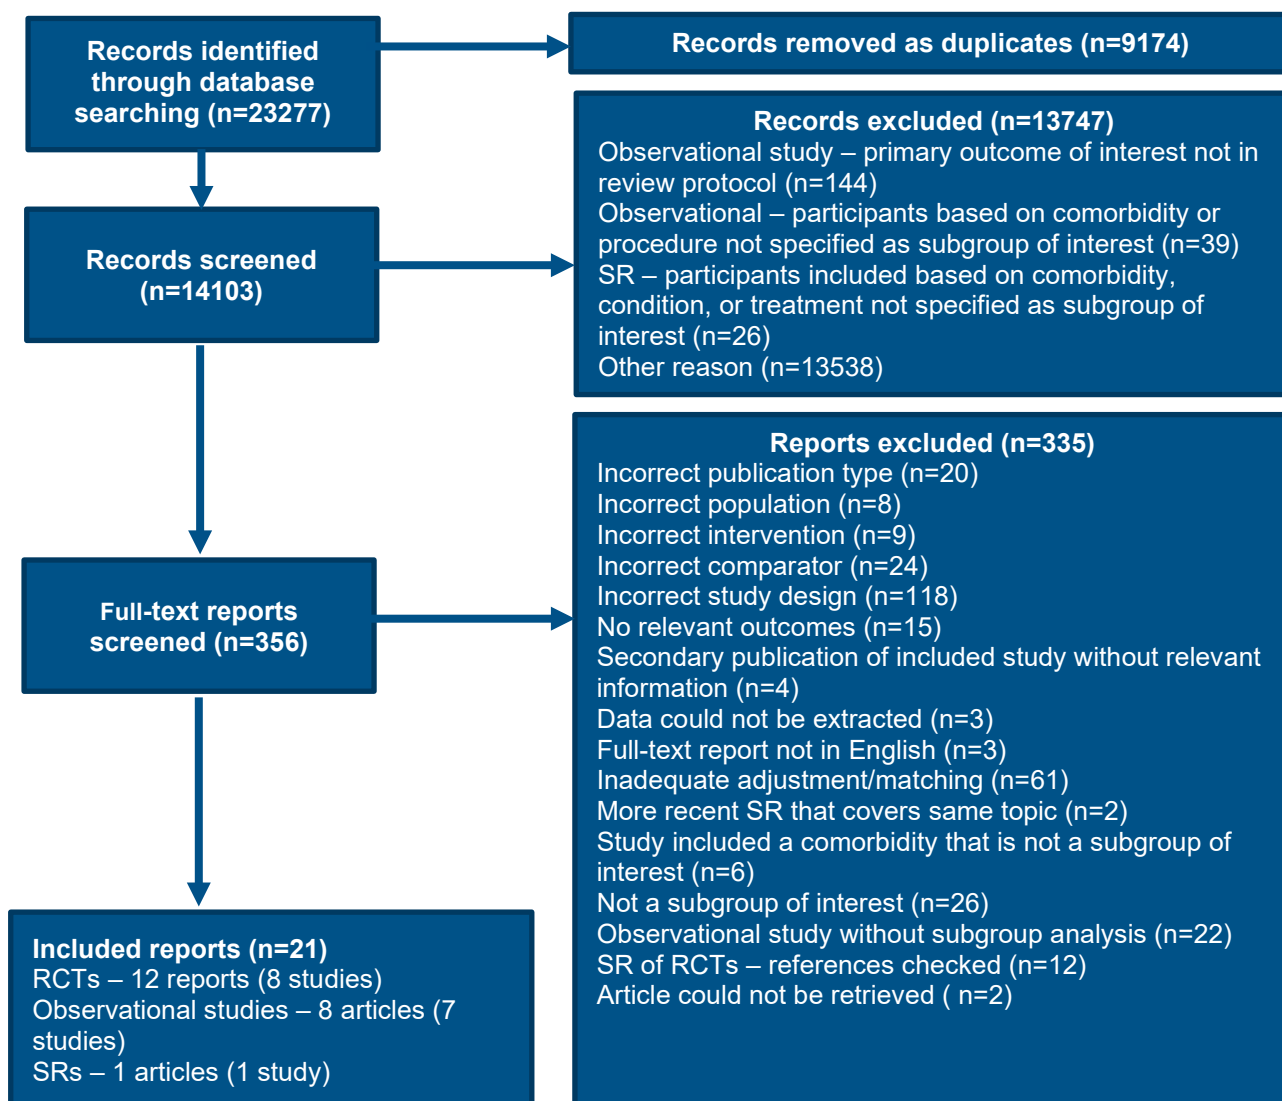 Records identified
through database
searching (n=23277)
Records removed as duplicates (n=9174)
Records screened
(n=14103)
Records excluded (n=13747)
Observational study – primary outcome of interest not in
review protocol (n=144)
Observational – participants based on comorbidity or
procedure not specified as subgroup of interest (n=39)
SR – participants included based on comorbidity,
condition, or treatment not specified as subgroup of
interest (n=26)
Other reason (n=13538)
Full-text reports
screened (n=356)
Reports excluded (n=335)
Incorrect publication type (n=20)
Incorrect population (n=8)
Incorrect intervention (n=9)
Incorrect comparator (n=24)
Incorrect study design (n=118)
No relevant outcomes (n=15)
Secondary publication of included study without relevant
information (n=4)
Data could not be extracted (n=3)
Full-text report not in English (n=3)
Inadequate adjustment/matching (n=61)
More recent SR that covers same topic (n=2)
Study included a comorbidity that is not a subgroup of
interest (n=6)
Not a subgroup of interest (n=26)
Observational study without subgroup analysis (n=22)
SR of RCTs – references checked (n=12)
Article could not be retrieved ( n=2)
Included reports (n=21)
RCTs – 12 reports (8 studies)
Observational studies – 8 articles (7
studies)
SRs – 1 articles (1 study)